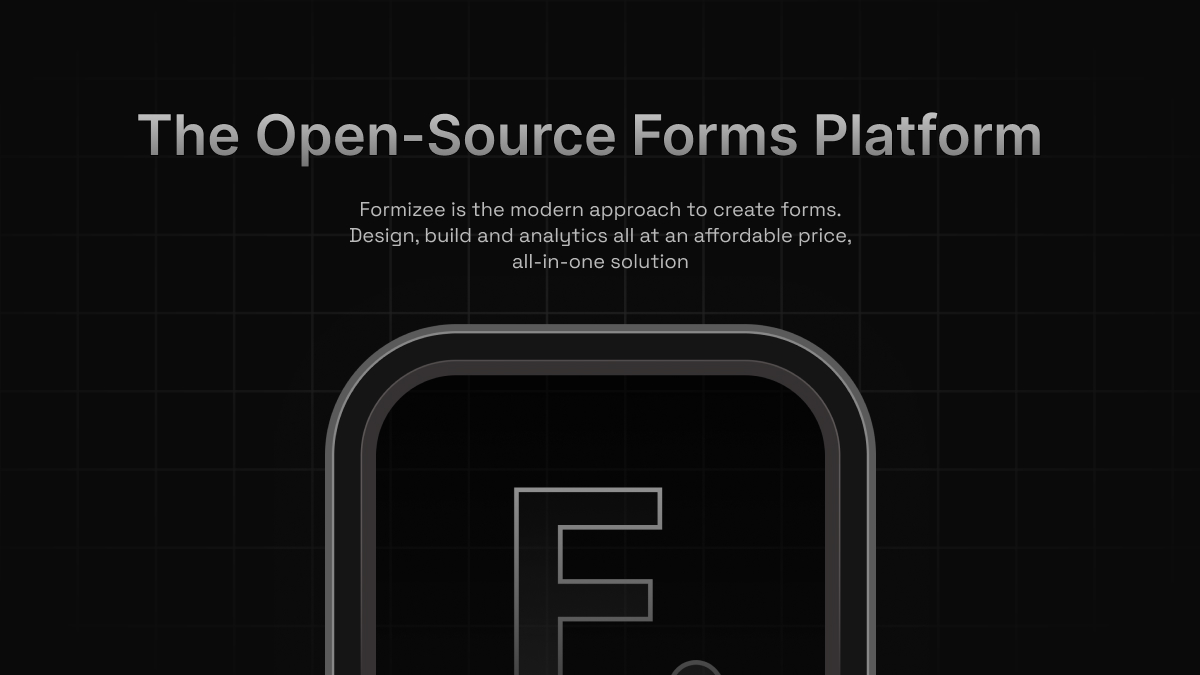 The Open-Source Forms Platform
Formizee is the modern approach to create forms.
Design, build and analytics all at an affordable price,
all-in-one solution
F.